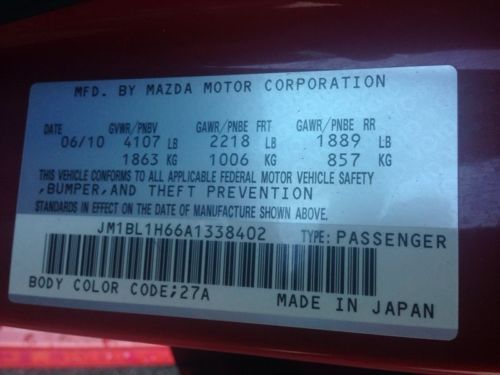 MFD. BY MAZDA MOTOR CORPORATION
DATE GVWR/PNBV GAWR/PNBE FRT GAWR/PNBE RR
06/10 4107 LB 2218 LB 1889 LB
1863 KG 1006 KG 857 KG
THIS VEHICLE CONFORMS TO ALL APPLICABLE FEDERAL MOTOR VEHICLE SAFETY
,BUMPER,AND THEFT PREVENTION
STANDARDS IN EFFECT ON THE DATE OF MANUFACTURE SHOWN ABOVE.
JM1BL1H66A1338402 TYPE: PASSENGER
BODY COLOR CODE;27A MADE IN JAPAN